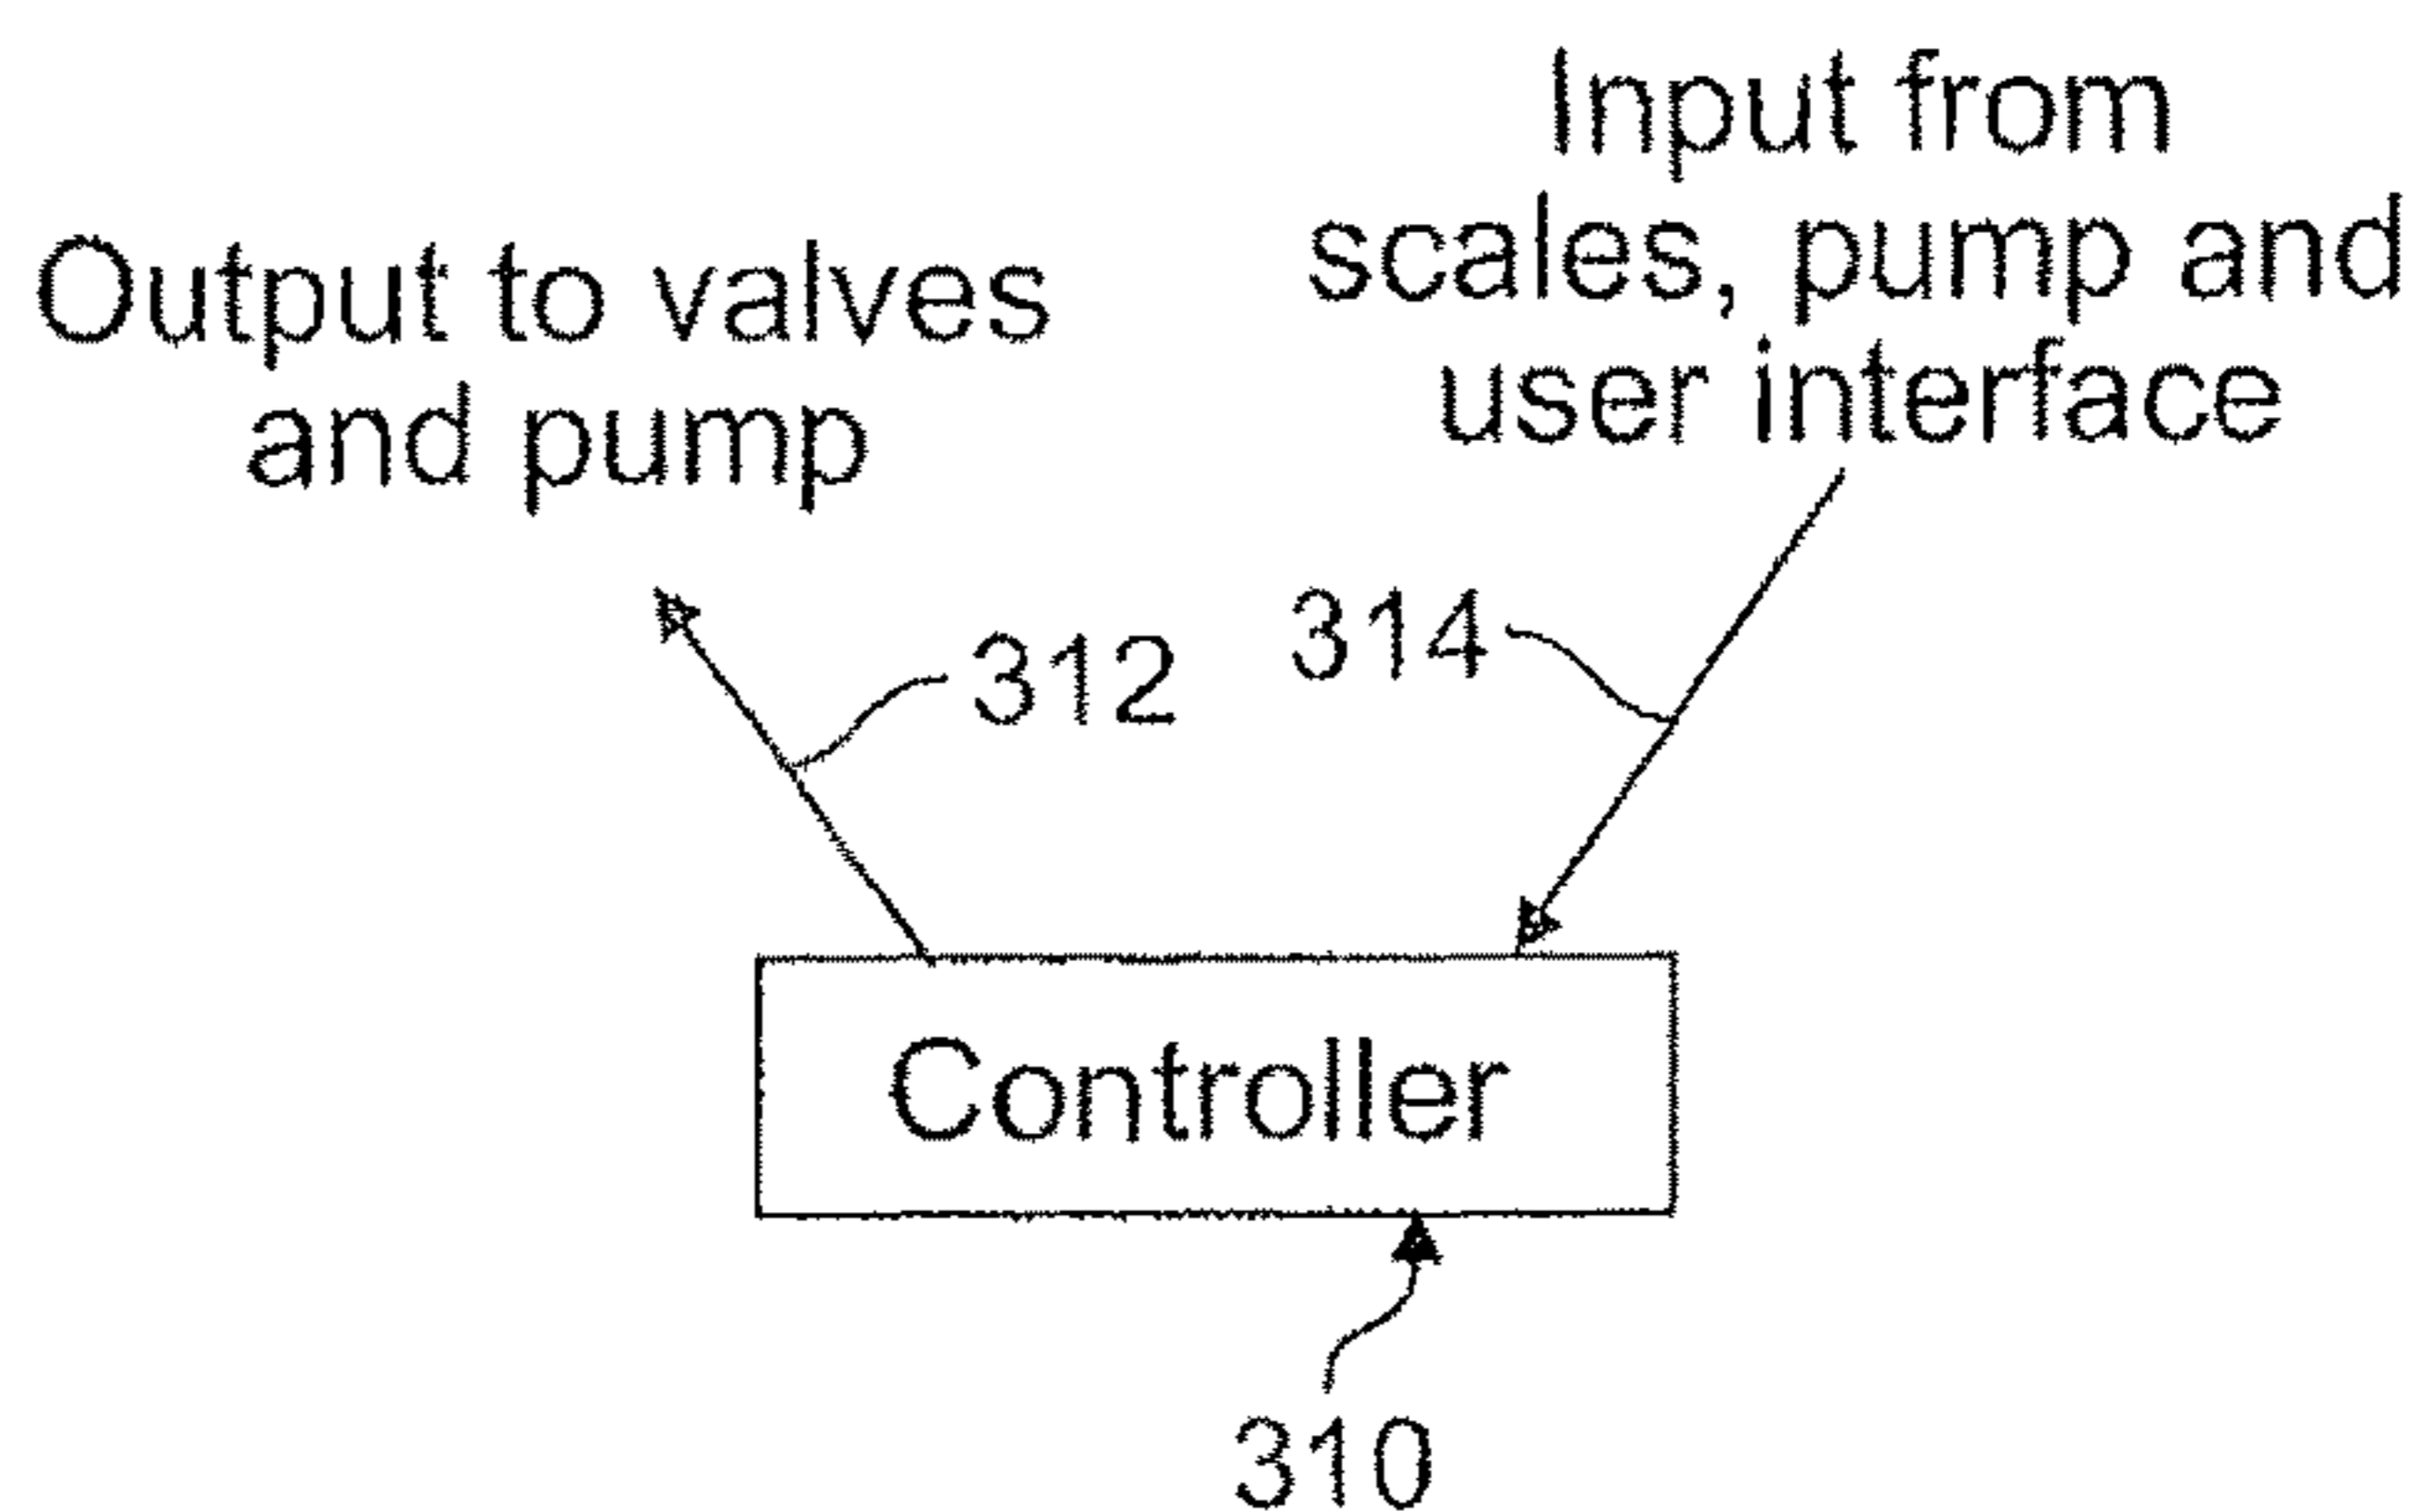 Output to valves
and pump
Input from
scales, pump and
user interface
312
314
Controller
310